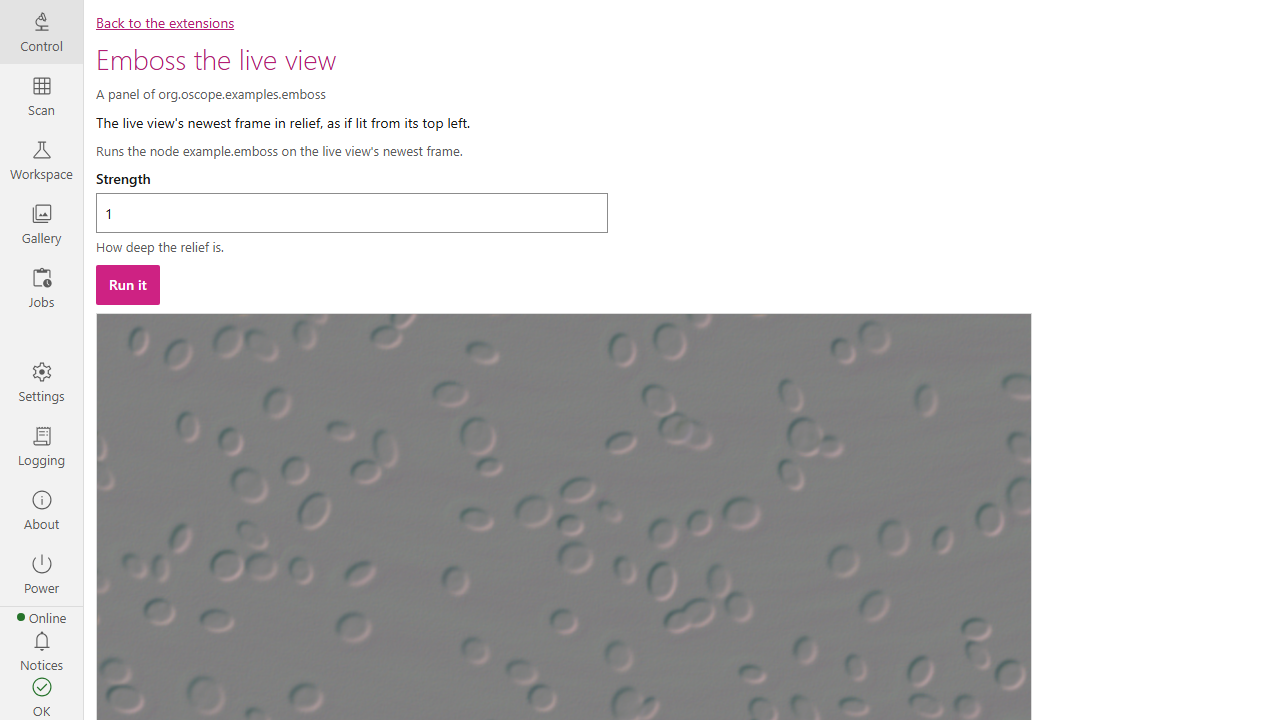 Control
Scan
Workspace
Gallery
Jobs
Settings
Logging
About
Power
Online
Notices
OK
Back to the extensions
Emboss the live view
A panel of org.oscope.examples.emboss
The live view's newest frame in relief, as if lit from its top left.
Runs the node example.emboss on the live view's newest frame.
Strength
1
How deep the relief is.
Run it